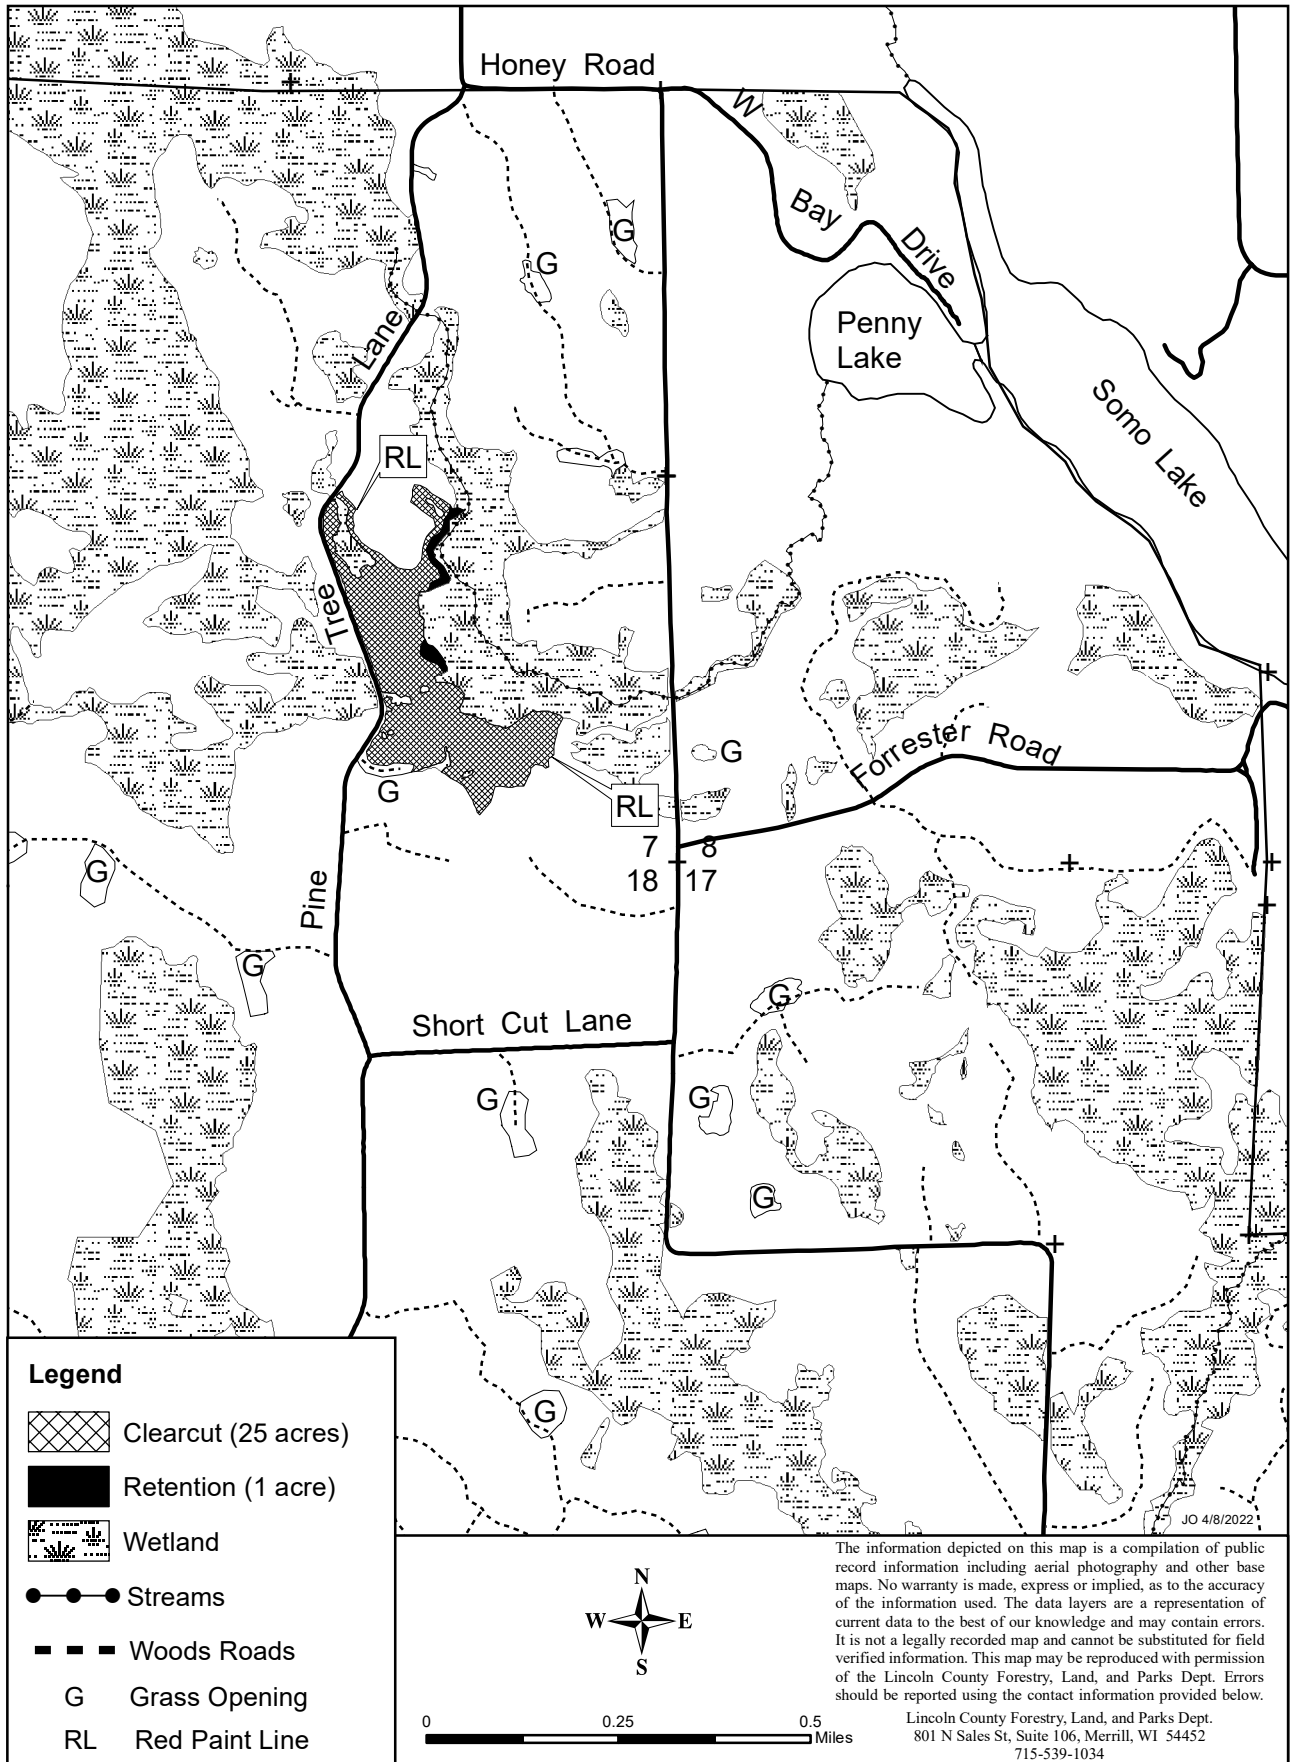 Honey Road
W Bay Drive
G
G
Penny
Lake
Lane
Somo Lake
RL
Tree
Forrester Road
G
G
RL
7 8
18 17
G
Pine
G
G
Short Cut Lane
G
G
G
G
Legend
Clearcut (25 acres)
Retention (1 acre)
Wetland
Streams
Woods Roads
G Grass Opening
RL Red Paint Line
JO 4/8/2022
N
W E
S
0 0.25 0.5
Miles
The information depicted on this map is a compilation of public
record information including aerial photography and other base
maps. No warranty is made, express or implied, as to the accuracy
of the information used. The data layers are a representation of
current data to the best of our knowledge and may contain errors.
It is not a legally recorded map and cannot be substituted for field
verified information. This map may be reproduced with permission
of the Lincoln County Forestry, Land, and Parks Dept. Errors
should be reported using the contact information provided below.
Lincoln County Forestry, Land, and Parks Dept.
801 N Sales St, Suite 106, Merrill, WI 54452
715-539-1034